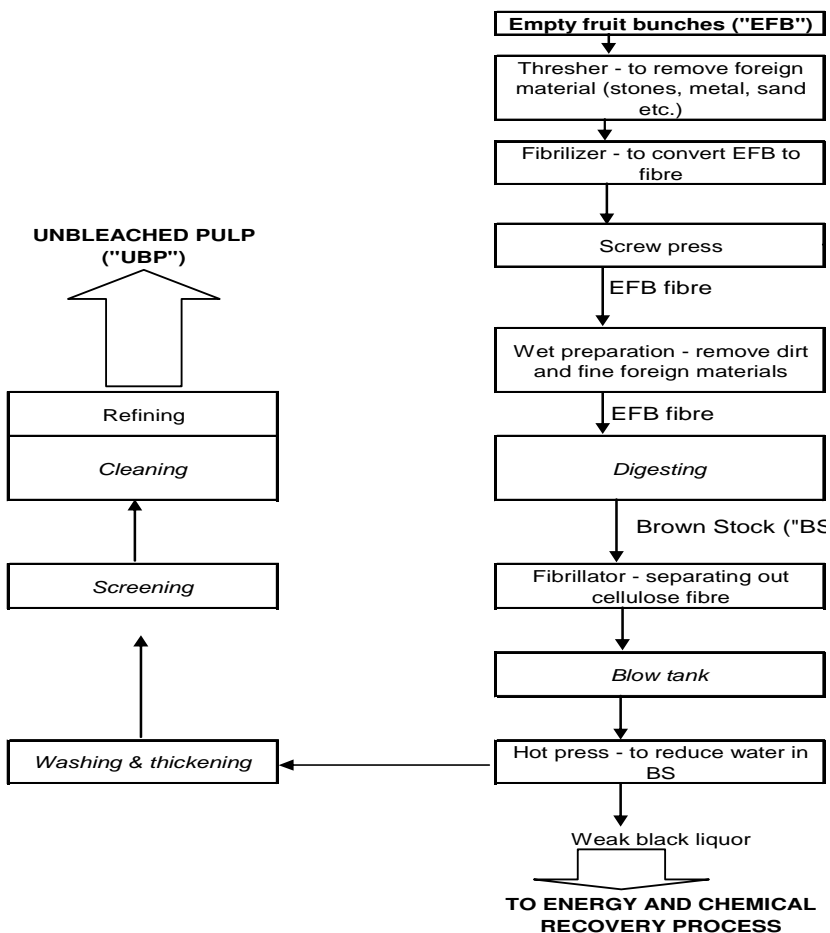 Empty fruit bunches ("EFB")
Thresher - to remove foreign
material (stones, metal, sand
etc.)
Fibrilizer - to convert EFB to
fibre
Screw press
EFB fibre
Wet preparation - remove dirt
and fine foreign materials
EFB fibre
Digesting
Brown Stock ("BS
Fibrillator - separating out
cellulose fibre
Blow tank
Hot press - to reduce water in
BS
Weak black liquor
TO ENERGY AND CHEMICAL
RECOVERY PROCESS
Washing & thickening
Screening
Cleaning
Refining
UNBLEACHED PULP
("UBP")